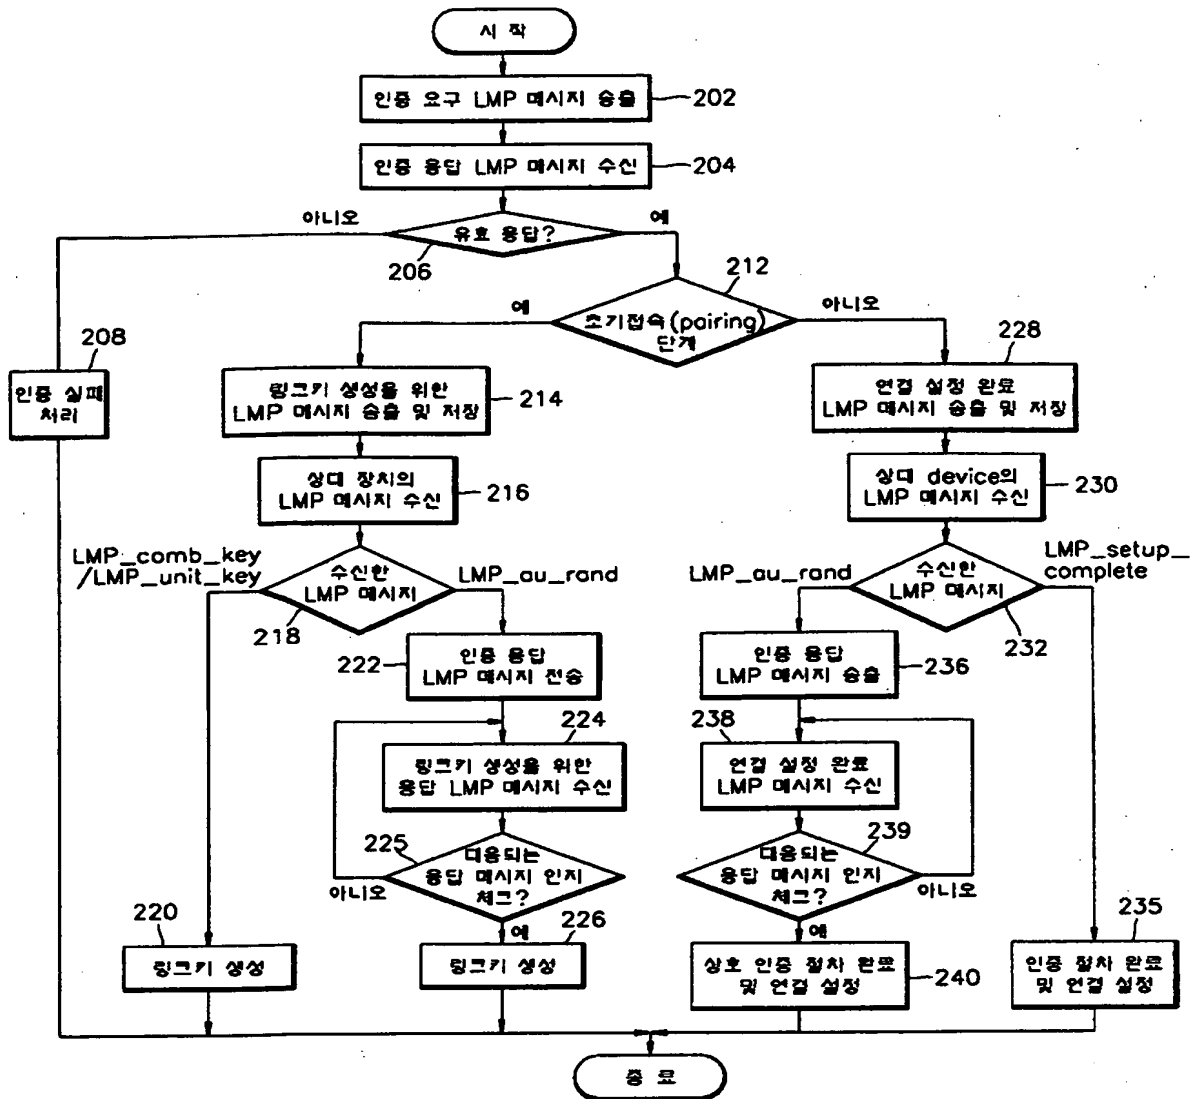 시 작
인증 요구 LMP 메시지 송출
202
인증 응답 LMP 메시지 수신
204
아니오
유효 응답?
예
206
212
예
초기접속(pairing)
단계
아니오
208
인증 실패
처리
링크키 생성을 위한
LMP 메시지 송출 및 저장
214
228
연결 설정 완료
LMP 메시지 송출 및 저장
상대 장치의
LMP 메시지 수신
216
상대 device의
LMP 메시지 수신
230
LMP_comb_key
/LMP_unit_key
수신한
LMP 메시지
LMP_au_rand
218
LMP_au_rand
수신한
LMP 메시지
LMP_setup_
complete
232
222
인증 응답
LMP 메시지 전송
인증 응답
LMP 메시지 송출
236
224
링크키 생성을 위한
응답 LMP 메시지 수신
238
연결 설정 완료
LMP 메시지 수신
225
대응되는
응답 메시지 인지
체크?
아니오
예
239
대응되는
응답 메시지 인지
체크?
아니오
예
220
링크키 생성
226
링크키 생성
상호 인증 절차 완료
및 연결 설정
240
235
인증 절차 완료
및 연결 설정
종 료